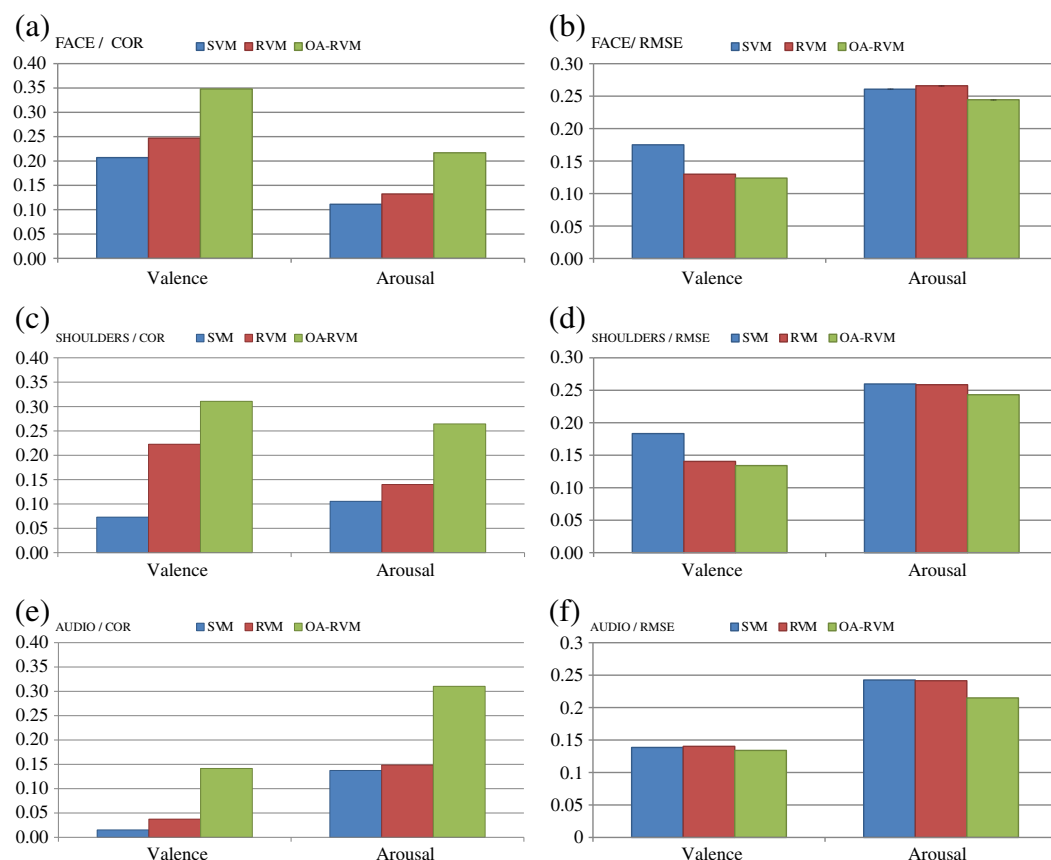 (a)
FACE / COR SVM RVM OA-RVM
0.40
0.35
0.30
0.25
0.20
0.15
0.10
0.05
0.00
Valence Arousal
(b)
FACE/ RMSE SVM RVM OA-RVM
0.30
0.25
0.20
0.15
0.10
0.05
0.00
Valence Arousal
(c)
SHOULDERS / COR SVM RVM OA-RVM
0.40
0.35
0.30
0.25
0.20
0.15
0.10
0.05
0.00
Valence Arousal
(d)
SHOULDERS / RMSE SVM RVM OA-RVM
0.30
0.25
0.20
0.15
0.10
0.05
0.00
Valence Arousal
(e)
AUDIO / COR SVM RVM OA-RVM
0.40
0.35
0.30
0.25
0.20
0.15
0.10
0.05
0.00
Valence Arousal
(f)
AUDIO / RMSE SVM RVM OA-RVM
0.3
0.25
0.2
0.15
0.1
0.05
0
Valence Arousal